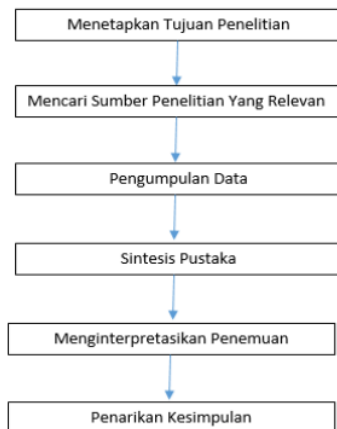 Menetapkan Tujuan Penelitian
Mencari Sumber Penelitian Yang Relevan
Pengumpulan Data
Sintesis Pustaka
Menginterpretasikan Penemuan
Penarikan Kesimpulan